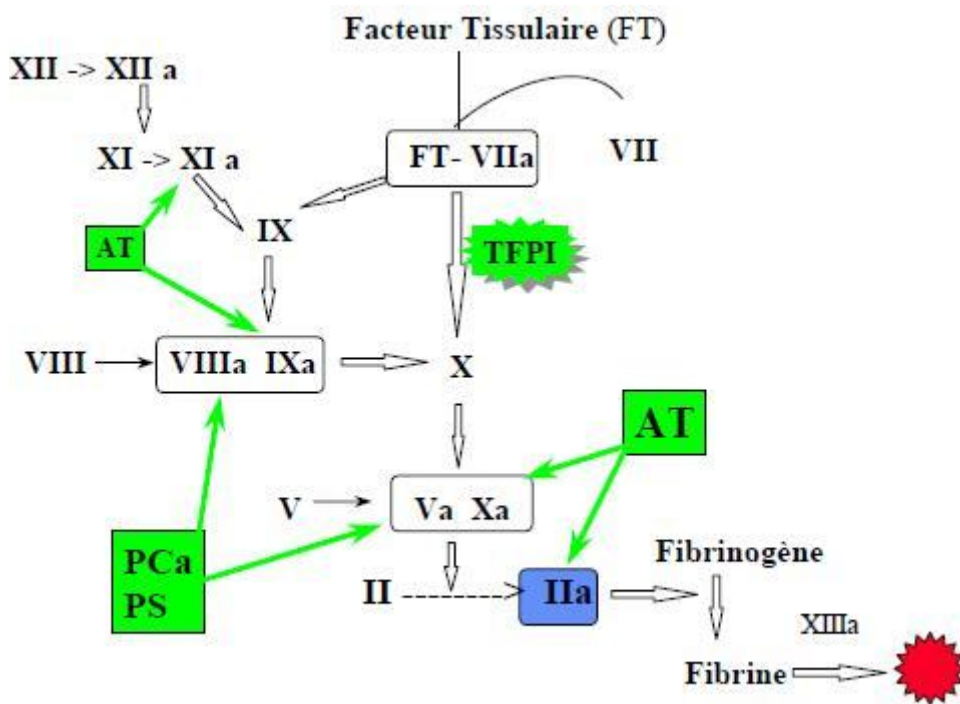 Facteur Tissulaire (FT)
XII -> XII a
XI -> XI a
FT- VIIa
VII
IX
AT
TFPI
VIII
VIIIa IXa
X
AT
V
Va Xa
PCa
PS
II
IIa
Fibrinogène
XIIIa
Fibrine